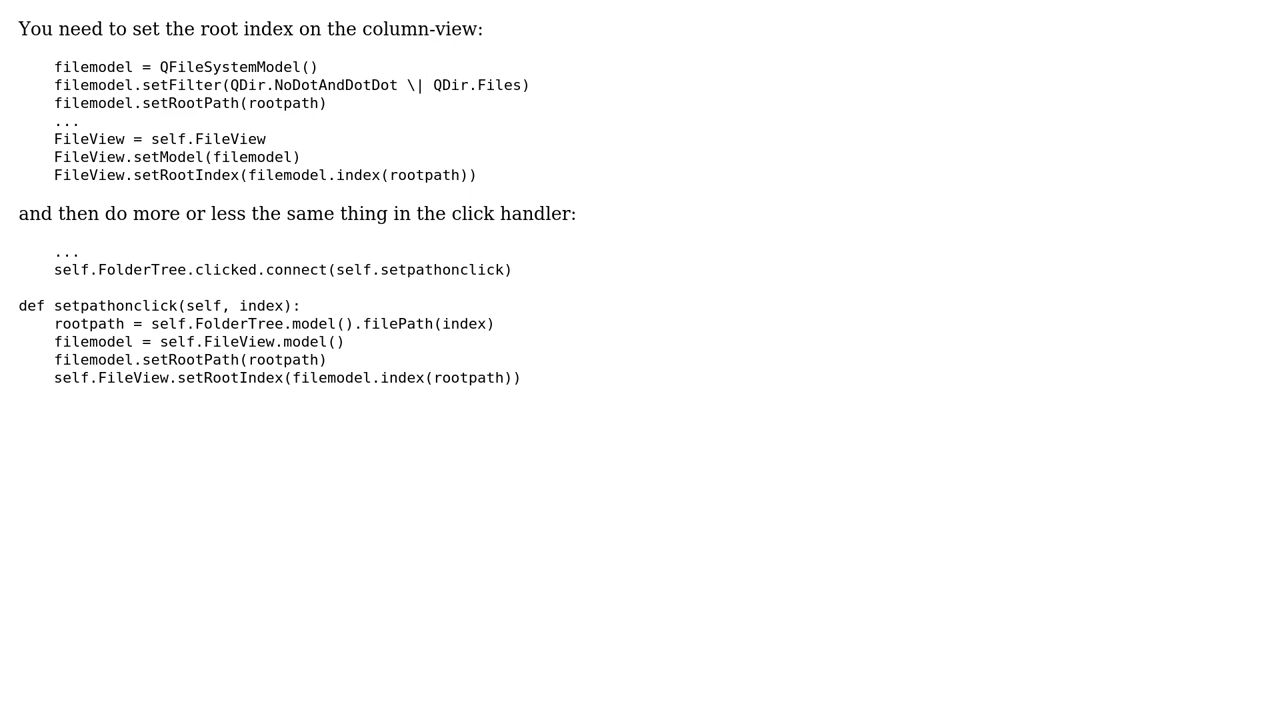 You need to set the root index on the column-view:
    filemodel = QFileSystemModel()
    filemodel.setFilter(QDir.NoDotAndDotDot \| QDir.Files)
    filemodel.setRootPath(rootpath)
    ...
    FileView = self.FileView
    FileView.setModel(filemodel)
    FileView.setRootIndex(filemodel.index(rootpath))
and then do more or less the same thing in the click handler:
    ...
    self.FolderTree.clicked.connect(self.setpathonclick)
def setpathonclick(self, index):
    rootpath = self.FolderTree.model().filePath(index)
    filemodel = self.FileView.model()
    filemodel.setRootPath(rootpath)
    self.FileView.setRootIndex(filemodel.index(rootpath))